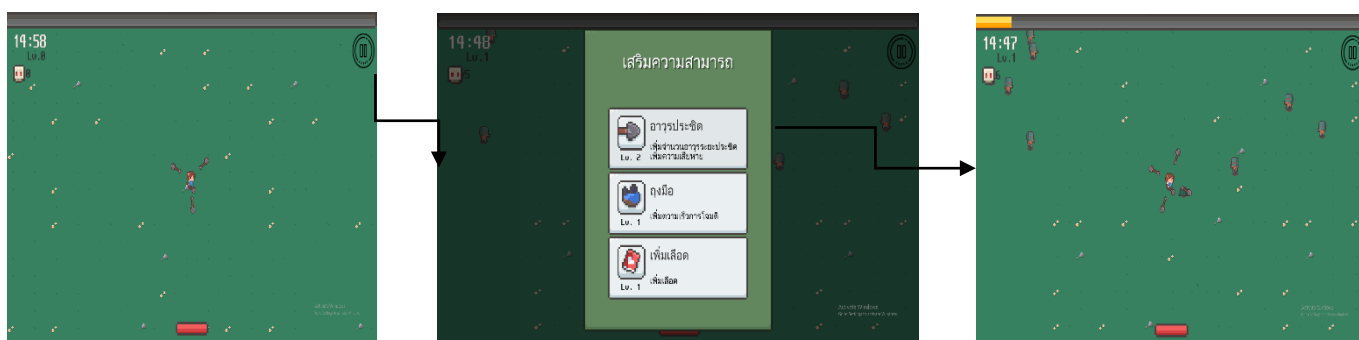 14:58
Lv.0
0
14:48
Lv.1
5
เสริมความสามารถ
อาวุธประชิด
เพิ่มจำนวนอาวุธระยะประชิด
เพิ่มความเสียหาย
Lv. 2
ถุงมือ
เพิ่มความเร็วการโจมตี
Lv. 1
เพิ่มเลือด
เพิ่มเลือด
Lv. 1
Activate Windows
14:47
Lv.1
6